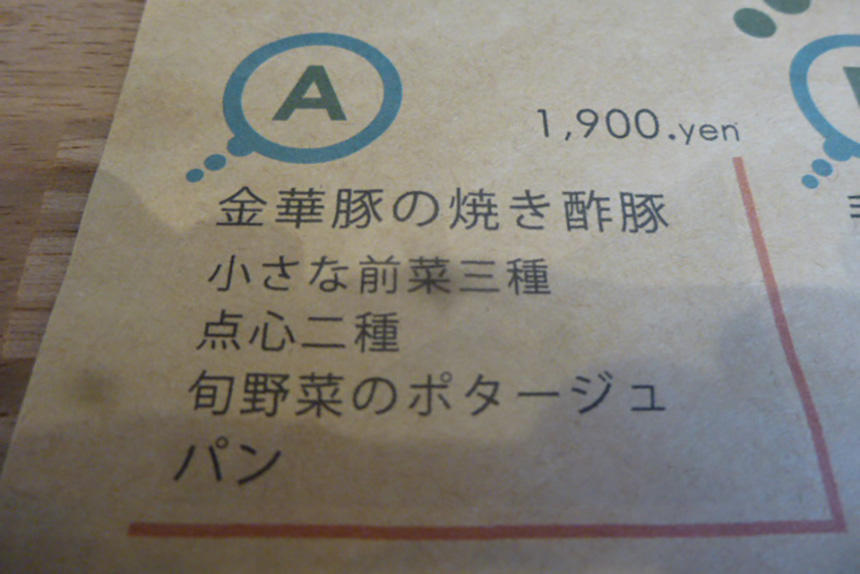 A
1,900.yen
金華豚の焼き酢豚
小さな前菜三種
点心二種
旬野菜のポタージュ
パン